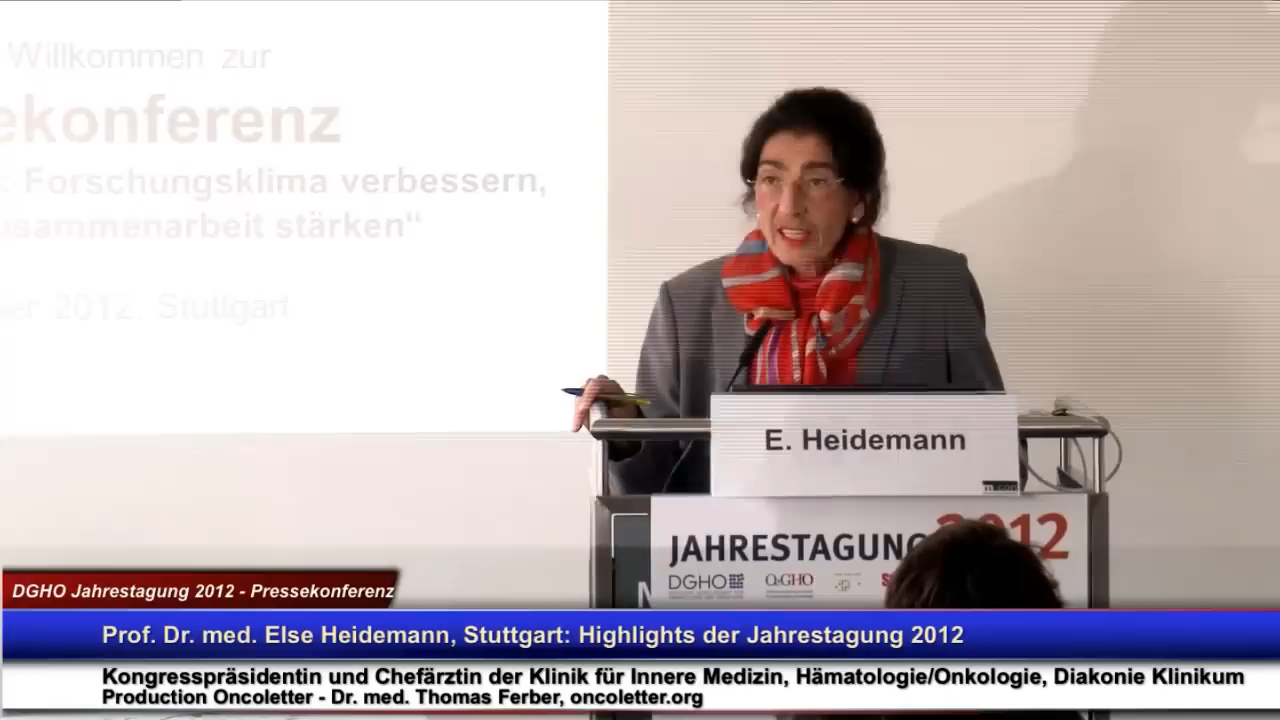 Willkommen zur
ekonferenz
: Forschungsklima verbessern,
usammenarbeit stärken“
er 2012, Stuttgart
E. Heidemann
JAHRESTAGUNG 2012
DGHO OeGHO
DGHO Jahrestagung 2012 - Pressekonferenz
Prof. Dr. med. Else Heidemann, Stuttgart: Highlights der Jahrestagung 2012
Kongresspräsidentin und Chefärztin der Klinik für Innere Medizin, Hämatologie/Onkologie, Diakonie Klinikum
Production Oncoletter - Dr. med. Thomas Ferber, oncoletter.org